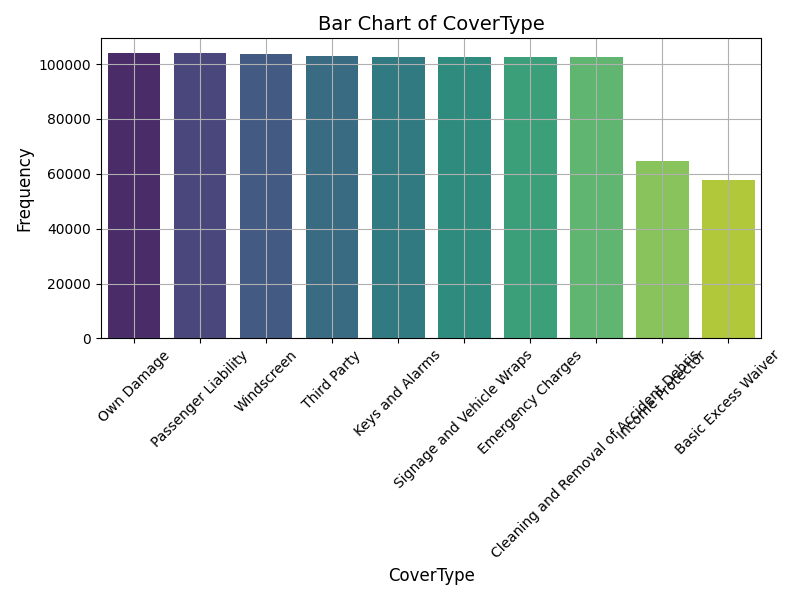 Bar Chart of CoverType
Frequency
100000
80000
60000
40000
20000
0
Own Damage
Passenger Liability
Windscreen
Third Party
Keys and Alarms
Signage and Vehicle Wraps
Emergency Charges
Cleaning and Removal of Accident Debris
Income Protector
Basic Excess Waiver
CoverType